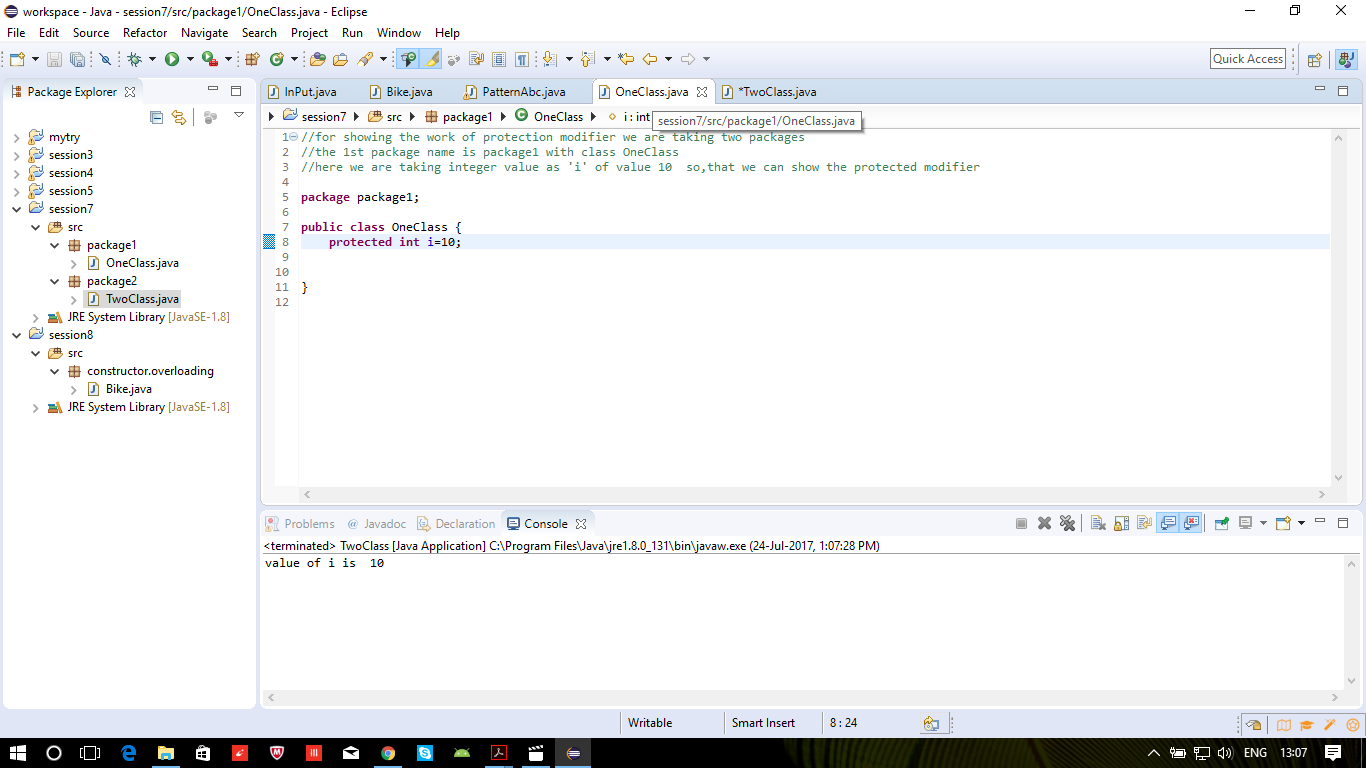 workspace - Java - session7/src/package1/OneClass.java - Eclipse
File Edit Source Refactor Navigate Search Project Run Window Help
Quick Access
Package Explorer
InPut.java Bike.java PatternAbc.java OneClass.java *TwoClass.java
session7 src package1 OneClass i : int
session7/src/package1/OneClass.java
mytry
session3
session4
session5
session7
src
package1
OneClass.java
package2
TwoClass.java
JRE System Library [JavaSE-1.8]
session8
src
constructor.overloading
Bike.java
JRE System Library [JavaSE-1.8]
1 //for showing the work of protection modifier we are taking two packages
2 //the 1st package name is package1 with class OneClass
3 //here we are taking integer value as 'i' of value 10  so,that we can show the protected modifier
4
5 package package1;
6
7 public class OneClass {
8     protected int i=10;
9
10
11 }
12
Problems @ Javadoc Declaration Console
<terminated> TwoClass [Java Application] C:\Program Files\Java\jre1.8.0_131\bin\javaw.exe (24-Jul-2017, 1:07:28 PM)
value of i is  10
Writable Smart Insert 8 : 24
ENG 13:07